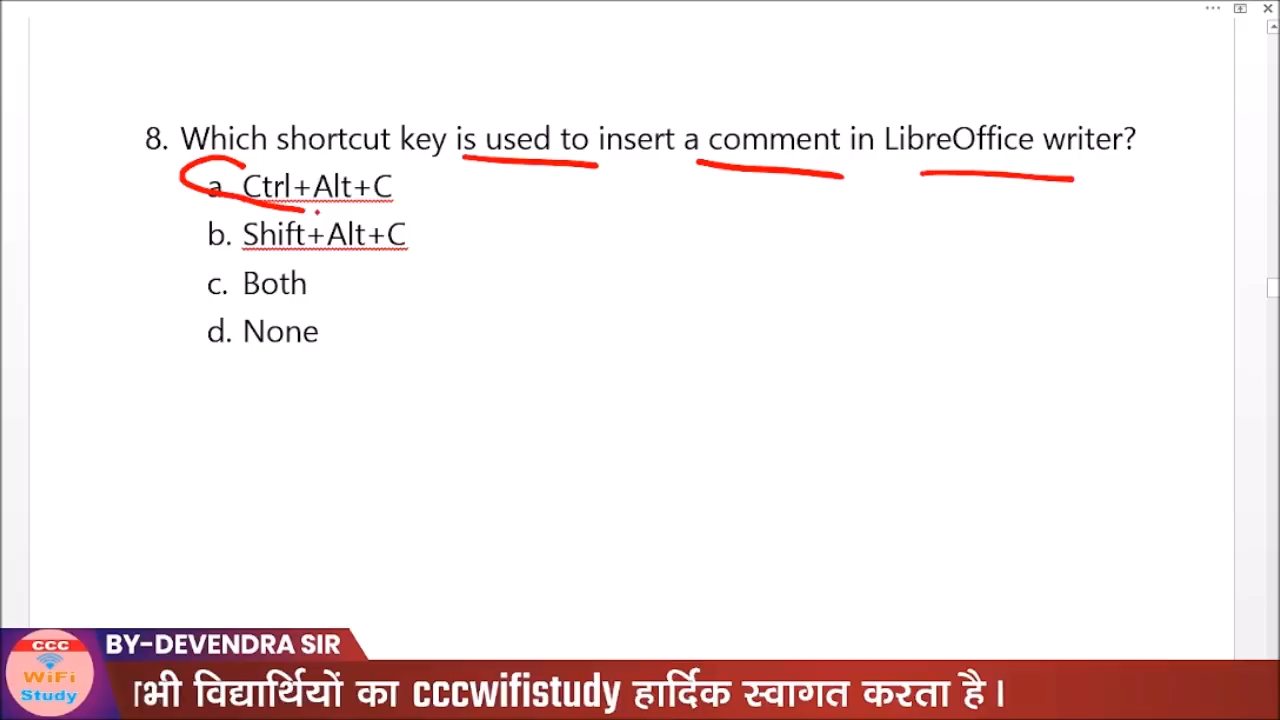 8. Which shortcut key is used to insert a comment in LibreOffice writer?
a. Ctrl+Alt+C
b. Shift+Alt+C
c. Both
d. None
CCC
WiFi
Study
BY-DEVENDRA SIR
भी विद्यार्थियों का cccwifistudy हार्दिक स्वागत करता है।